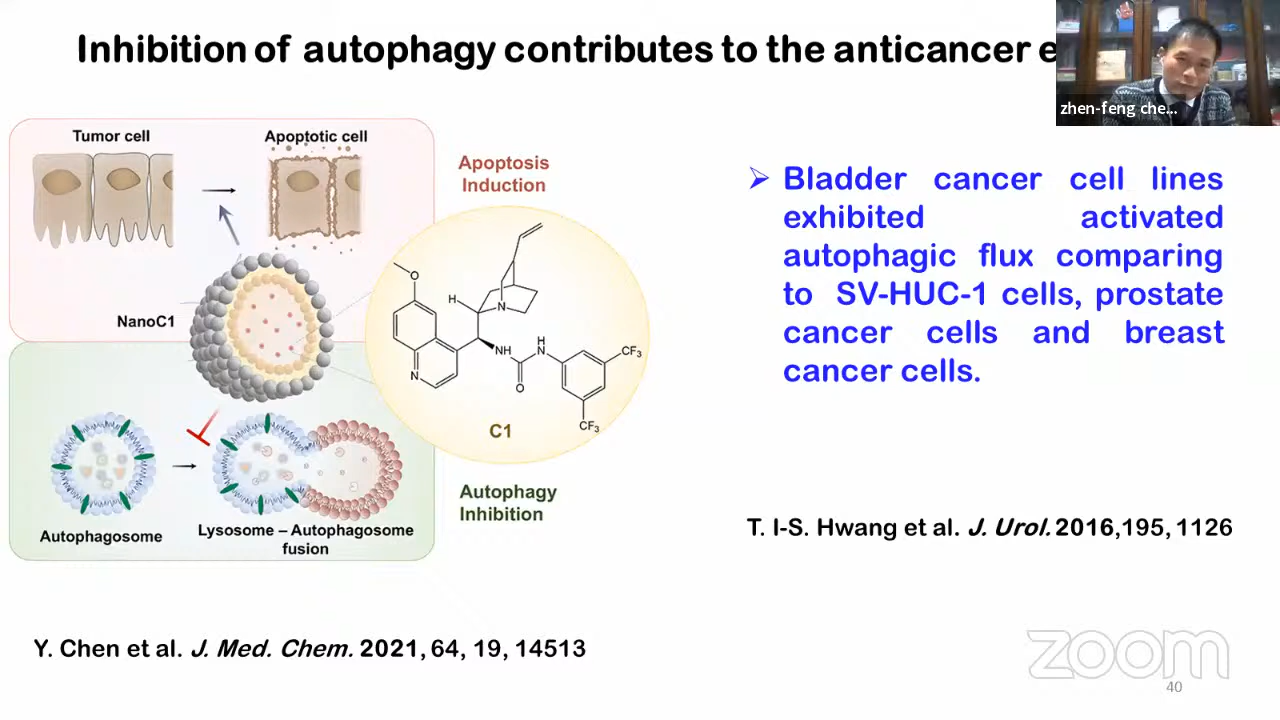 Inhibition of autophagy contributes to the anticancer e
zhen-feng che...
Tumor cell
Apoptotic cell
Apoptosis
Induction
NanoC1
O
H
N
N
NH
H
N
O
CF3
CF3
C1
Autophagosome
Lysosome – Autophagosome
fusion
Autophagy
Inhibition
➢ Bladder cancer cell lines
exhibited activated
autophagic flux comparing
to SV-HUC-1 cells, prostate
cancer cells and breast
cancer cells.
T. I-S. Hwang et al. J. Urol. 2016,195, 1126
Y. Chen et al. J. Med. Chem. 2021, 64, 19, 14513
zoom
40